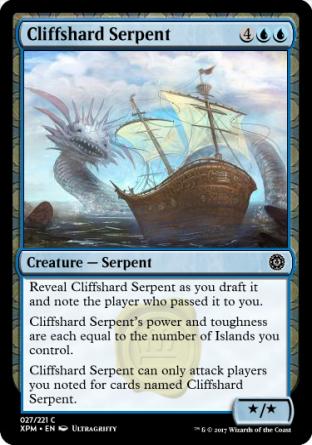 Cliffshard Serpent 4
Creature — Serpent
Reveal Cliffshard Serpent as you draft it
and note the player who passed it to you.
Cliffshard Serpent's power and toughness
are each equal to the number of Islands you
control.
Cliffshard Serpent can only attack players
you noted for cards named Cliffshard
Serpent.
*/*
027/221 C
XPM • EN ULTRAGRIFFY
™ & © 2017 Wizards of the Coast